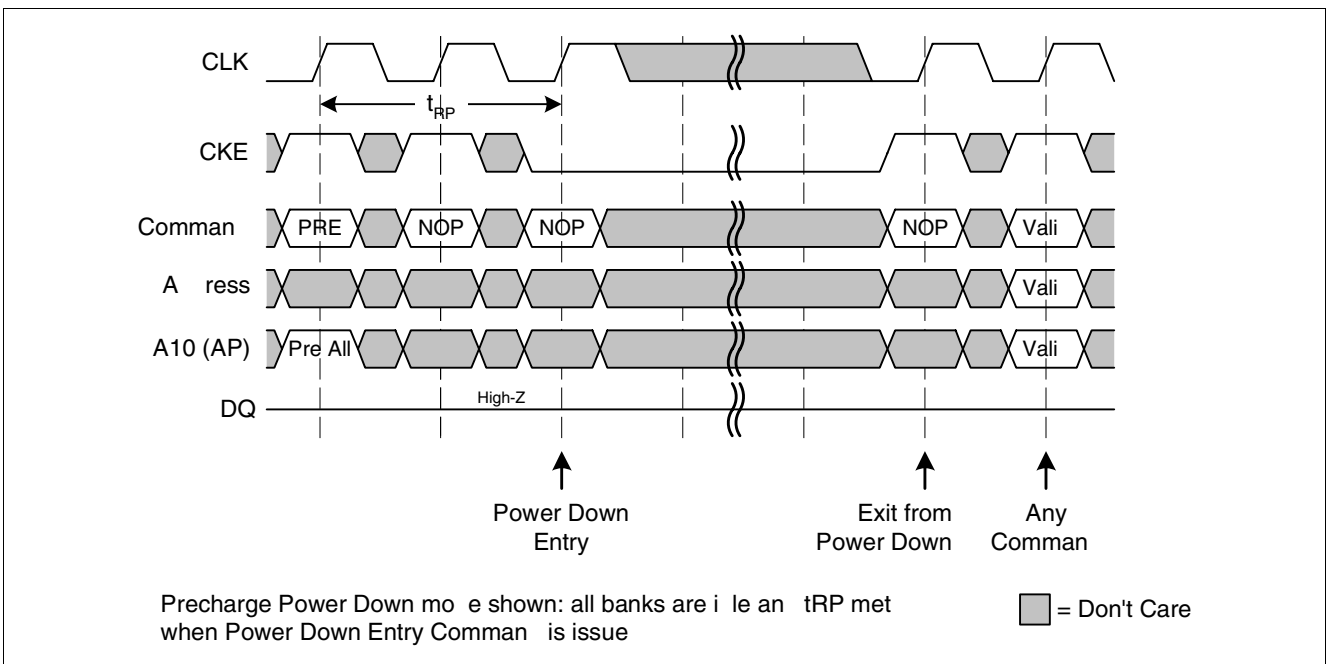 CLK
tRP
CKE
Comman PRE NOP NOP NOP Vali
A ress Vali
A10 (AP) Pre All Vali
DQ High-Z
Power Down
Entry
Exit from
Power Down
Any
Comman
Precharge Power Down mo e shown: all banks are i le an tRP met
when Power Down Entry Comman is issue
= Don't Care